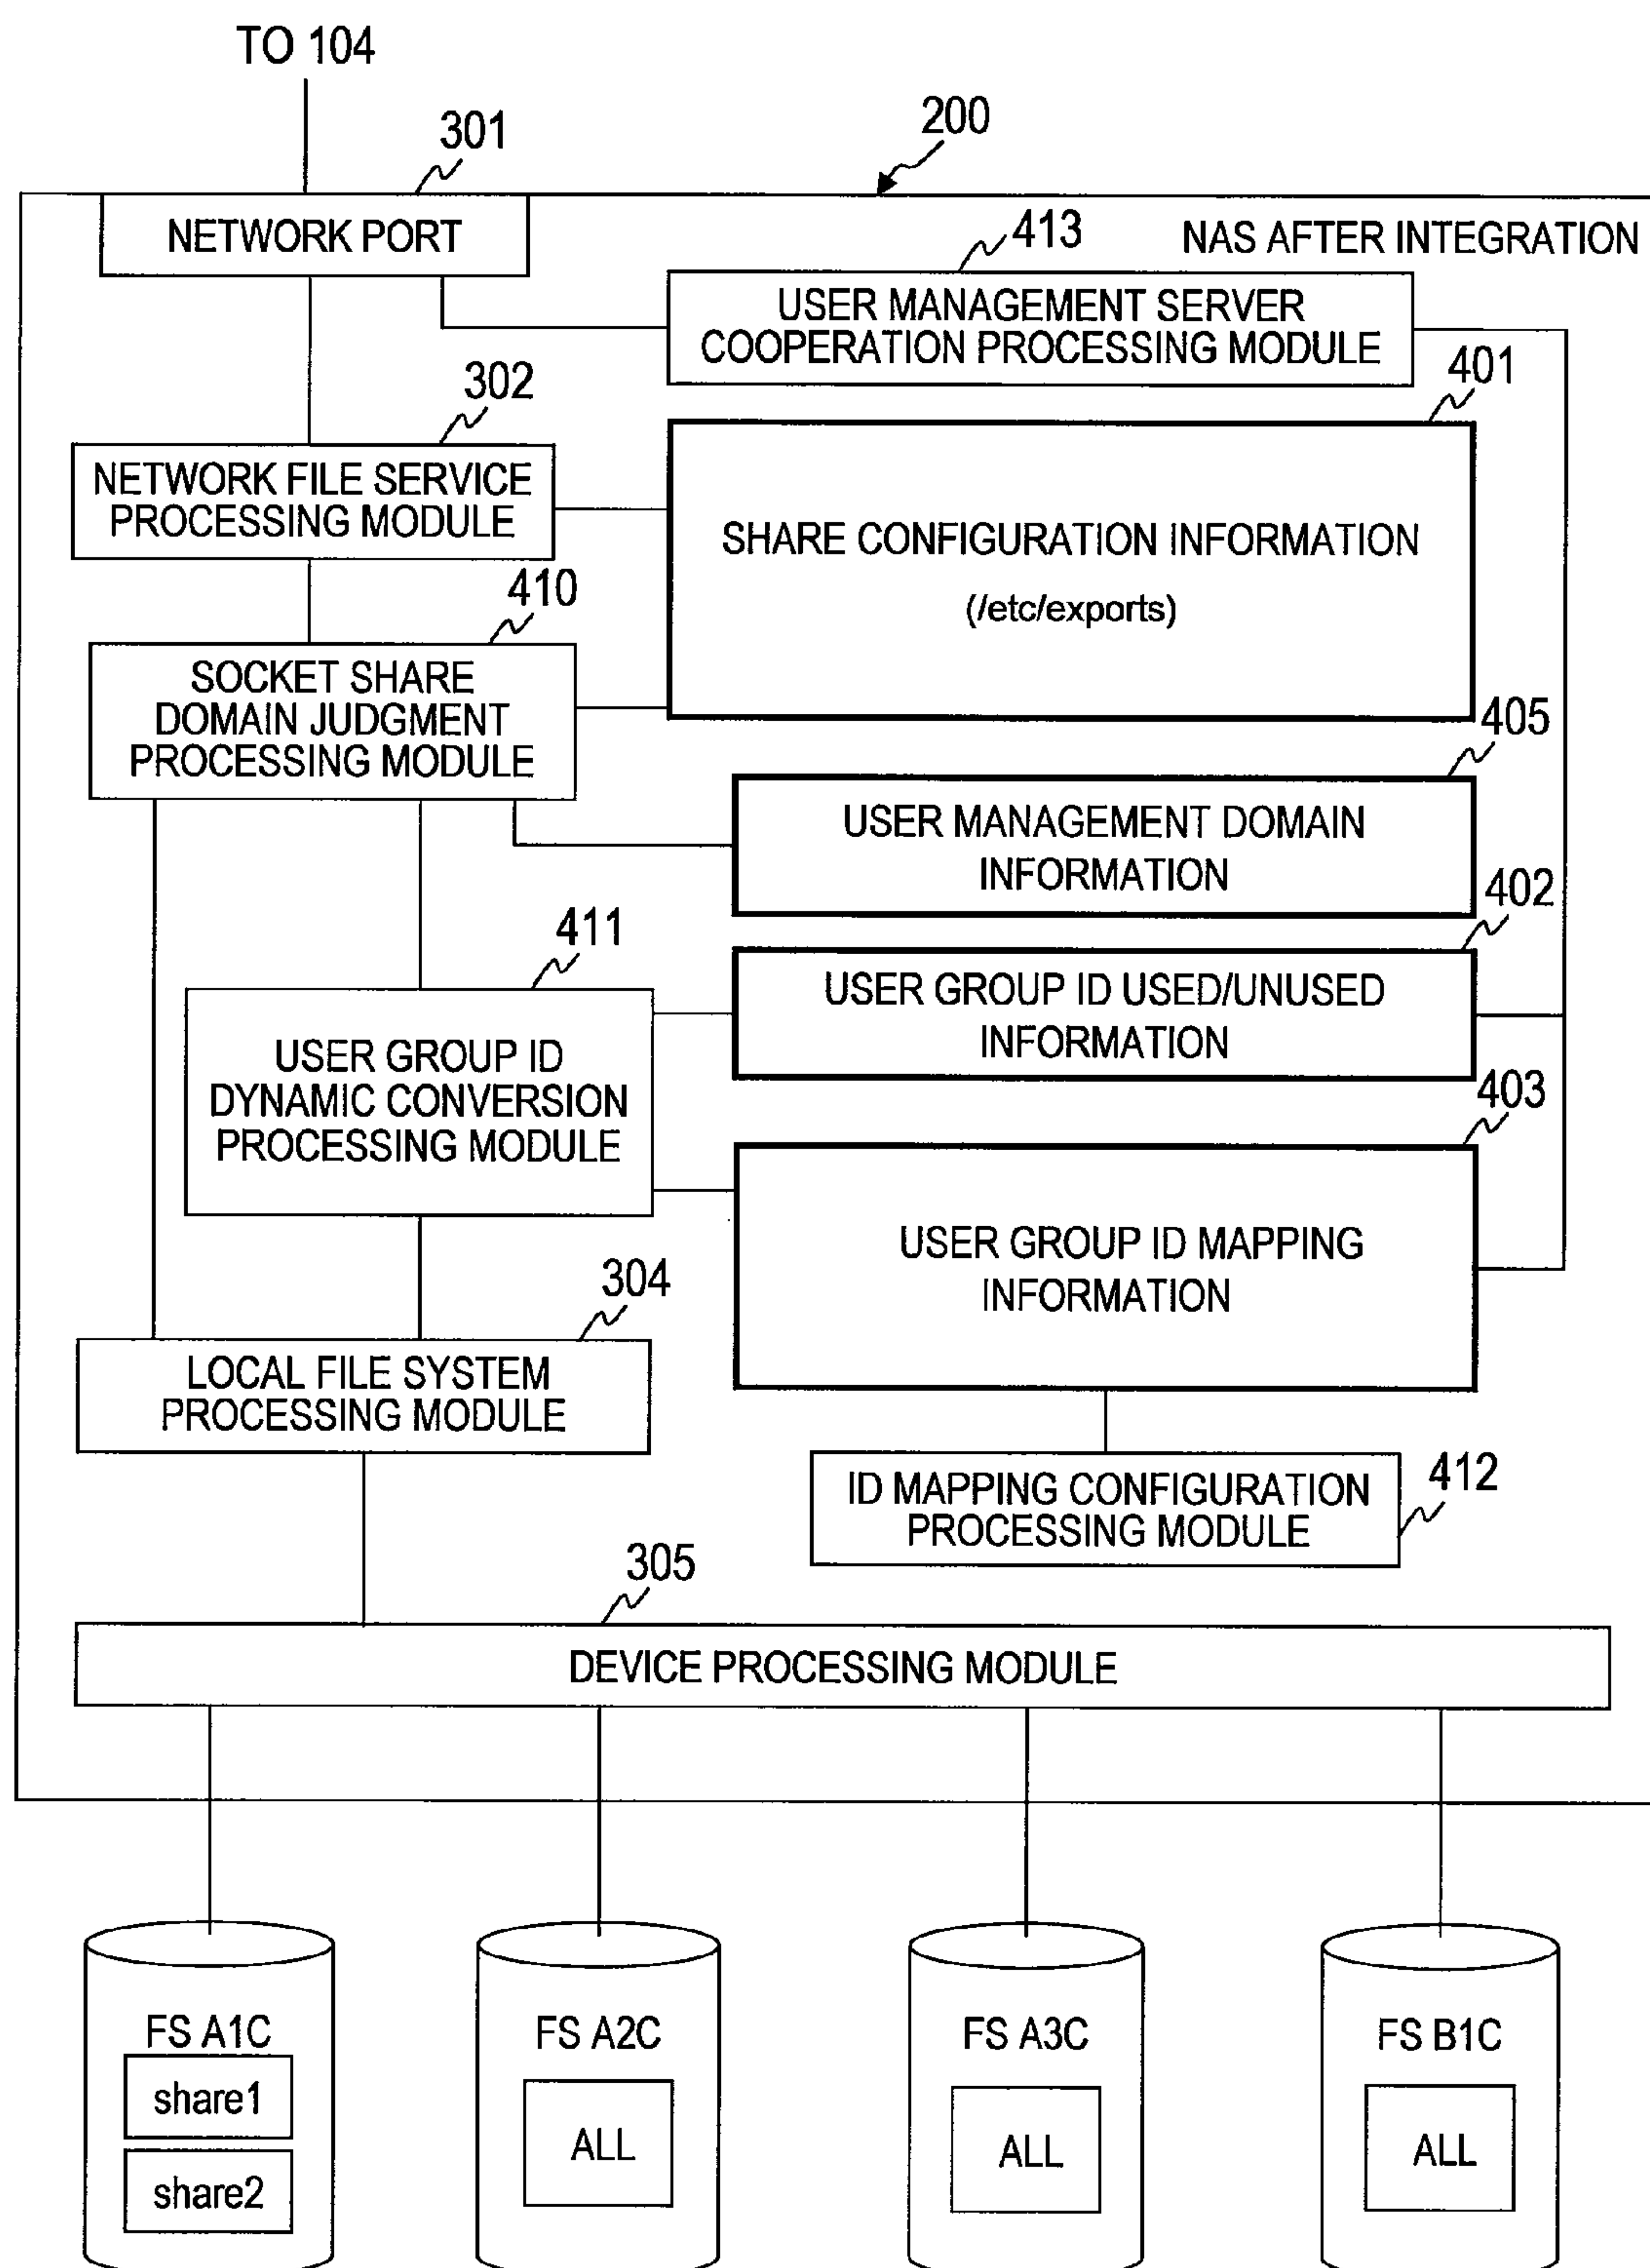 TO 104
301
200
NETWORK PORT
413
NAS AFTER INTEGRATION
USER MANAGEMENT SERVER
COOPERATION PROCESSING MODULE
401
302
NETWORK FILE SERVICE
PROCESSING MODULE
SHARE CONFIGURATION INFORMATION
(/etc/exports)
410
SOCKET SHARE
DOMAIN JUDGMENT
PROCESSING MODULE
405
USER MANAGEMENT DOMAIN
INFORMATION
402
411
USER GROUP ID USED/UNUSED
INFORMATION
USER GROUP ID
DYNAMIC CONVERSION
PROCESSING MODULE
403
USER GROUP ID MAPPING
INFORMATION
304
LOCAL FILE SYSTEM
PROCESSING MODULE
ID MAPPING CONFIGURATION
PROCESSING MODULE
412
305
DEVICE PROCESSING MODULE
FS A1C
share1
share2
FS A2C
ALL
FS A3C
ALL
FS B1C
ALL